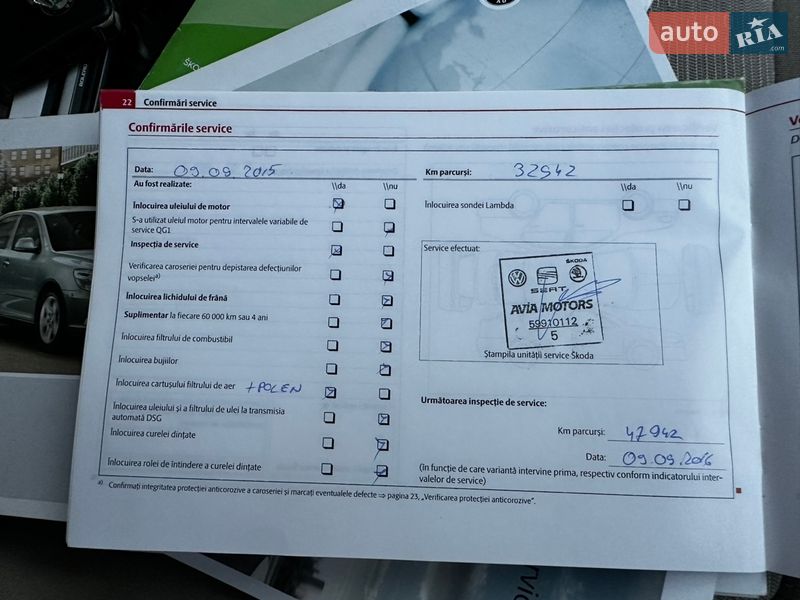 auto RIA .com
22 Confirmări service
Confirmările service
Data: 09.09.2015
Km parcurși: 32942
Au fost realizate: \\da \\nu
\\da \\nu
Înlocuirea uleiului de motor
Înlocuirea sondei Lambda
S-a utilizat uleiul motor pentru intervalele variabile de
service QG1
Inspecția de service
Service efectuat:
Verificarea caroseriei pentru depistarea defecțiunilor
vopselei a)
Înlocuirea lichidului de frână
Suplimentar la fiecare 60 000 km sau 4 ani
Înlocuirea filtrului de combustibil
Înlocuirea bujiilor
Înlocuirea cartușului filtrului de aer +POLEN
Înlocuirea uleiului și a filtrului de ulei la transmisia
automată DSG
Înlocuirea curelei dințate
Înlocuirea rolei de întindere a curelei dințate
ŠKODA
SEAT
AVIA MOTORS
59910112
5
Ștampila unității service Škoda
Următoarea inspecție de service:
Km parcurși: 47942
Data: 09.09.2016
(în funcție de care variantă intervine prima, respectiv conform indicatorului inter-
valelor de service)
a) Confirmați integritatea protecției anticorozive a caroseriei și marcați eventualele defecte ⇒ pagina 23, „Verificarea protecției anticorozive”.